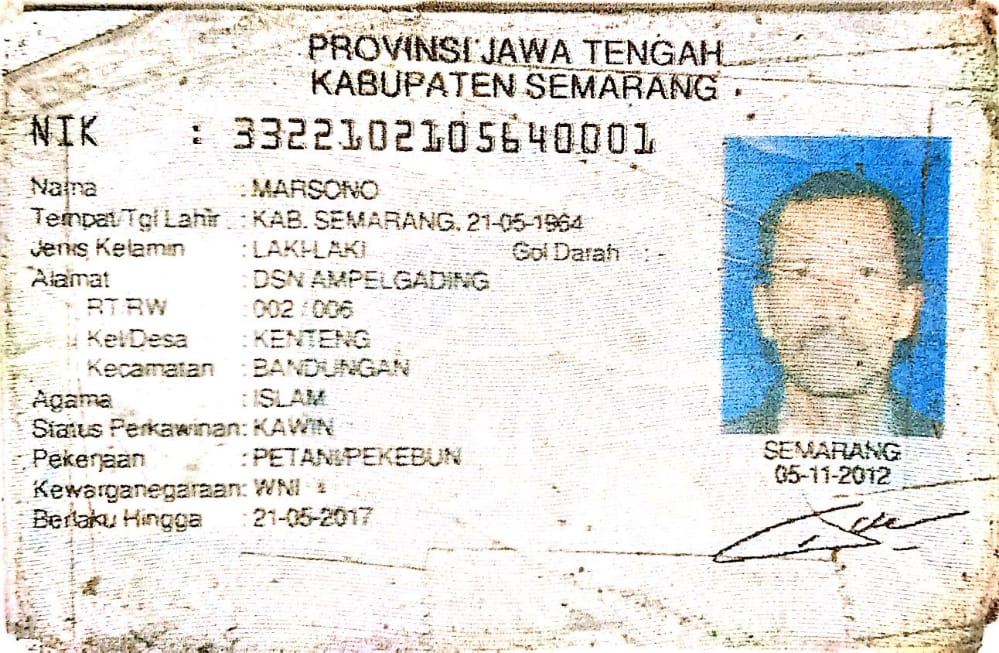 PROVINSI JAWA TENGAH
KABUPATEN SEMARANG
NIK : 3322102105640001
Nama : MARSONO
Tempat/Tgl Lahir : KAB. SEMARANG, 21-05-1964
Jenis Kelamin : LAKI-LAKI Gol Darah : -
Alamat : DSN AMPELGADING
RT/RW : 002 / 006
Kel/Desa : KENTENG
Kecamatan : BANDUNGAN
Agama : ISLAM
Status Perkawinan: KAWIN
Pekerjaan : PETANI/PEKEBUN
Kewarganegaraan: WNI
Berlaku Hingga : 21-05-2017
SEMARANG
05-11-2012